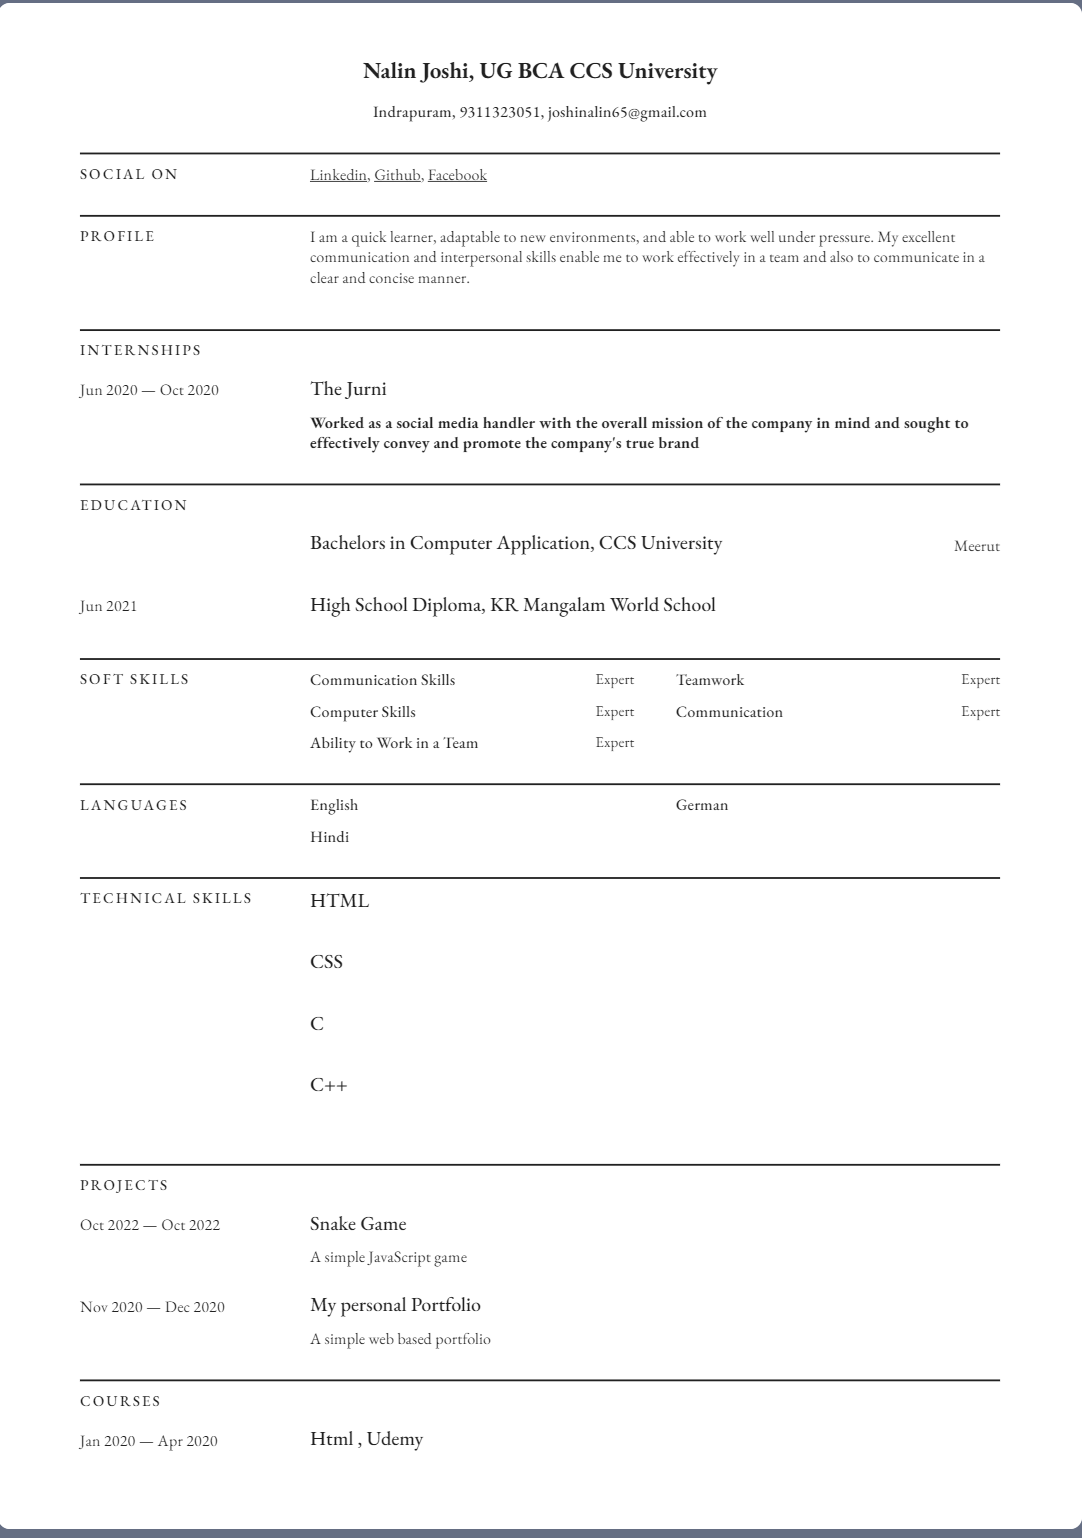 Nalin Joshi, UG BCA CCS University
Indrapuram, 9311323051, joshinalin65@gmail.com
SOCIAL ON
Linkedin, Github, Facebook
PROFILE
I am a quick learner, adaptable to new environments, and able to work well under pressure. My excellent
communication and interpersonal skills enable me to work effectively in a team and also to communicate in a
clear and concise manner.
INTERNSHIPS
Jun 2020 — Oct 2020 The Jurni
Worked as a social media handler with the overall mission of the company in mind and sought to
effectively convey and promote the company's true brand
EDUCATION
Bachelors in Computer Application, CCS University Meerut
Jun 2021 High School Diploma, KR Mangalam World School
SOFT SKILLS
Communication Skills Expert Teamwork Expert
Computer Skills Expert Communication Expert
Ability to Work in a Team Expert
LANGUAGES
English German
Hindi
TECHNICAL SKILLS
HTML
CSS
C
C++
PROJECTS
Oct 2022 — Oct 2022 Snake Game
A simple JavaScript game
Nov 2020 — Dec 2020 My personal Portfolio
A simple web based portfolio
COURSES
Jan 2020 — Apr 2020 Html , Udemy